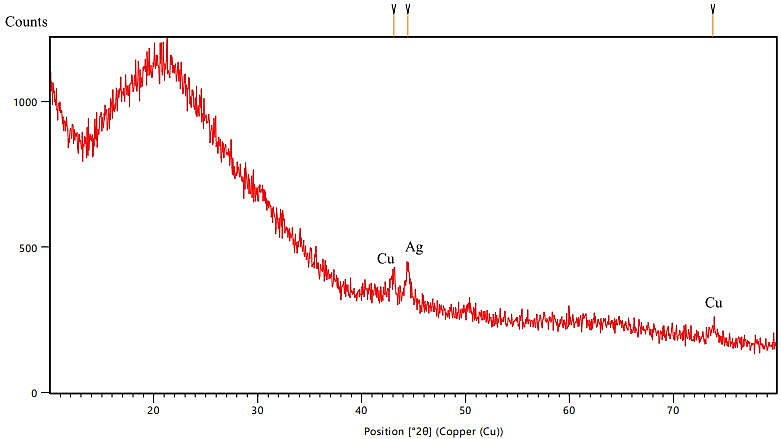 Counts
1000
Ag
Cu
500
Cu
0
20 30 40 50 60 70
Position [°2θ] (Copper (Cu))